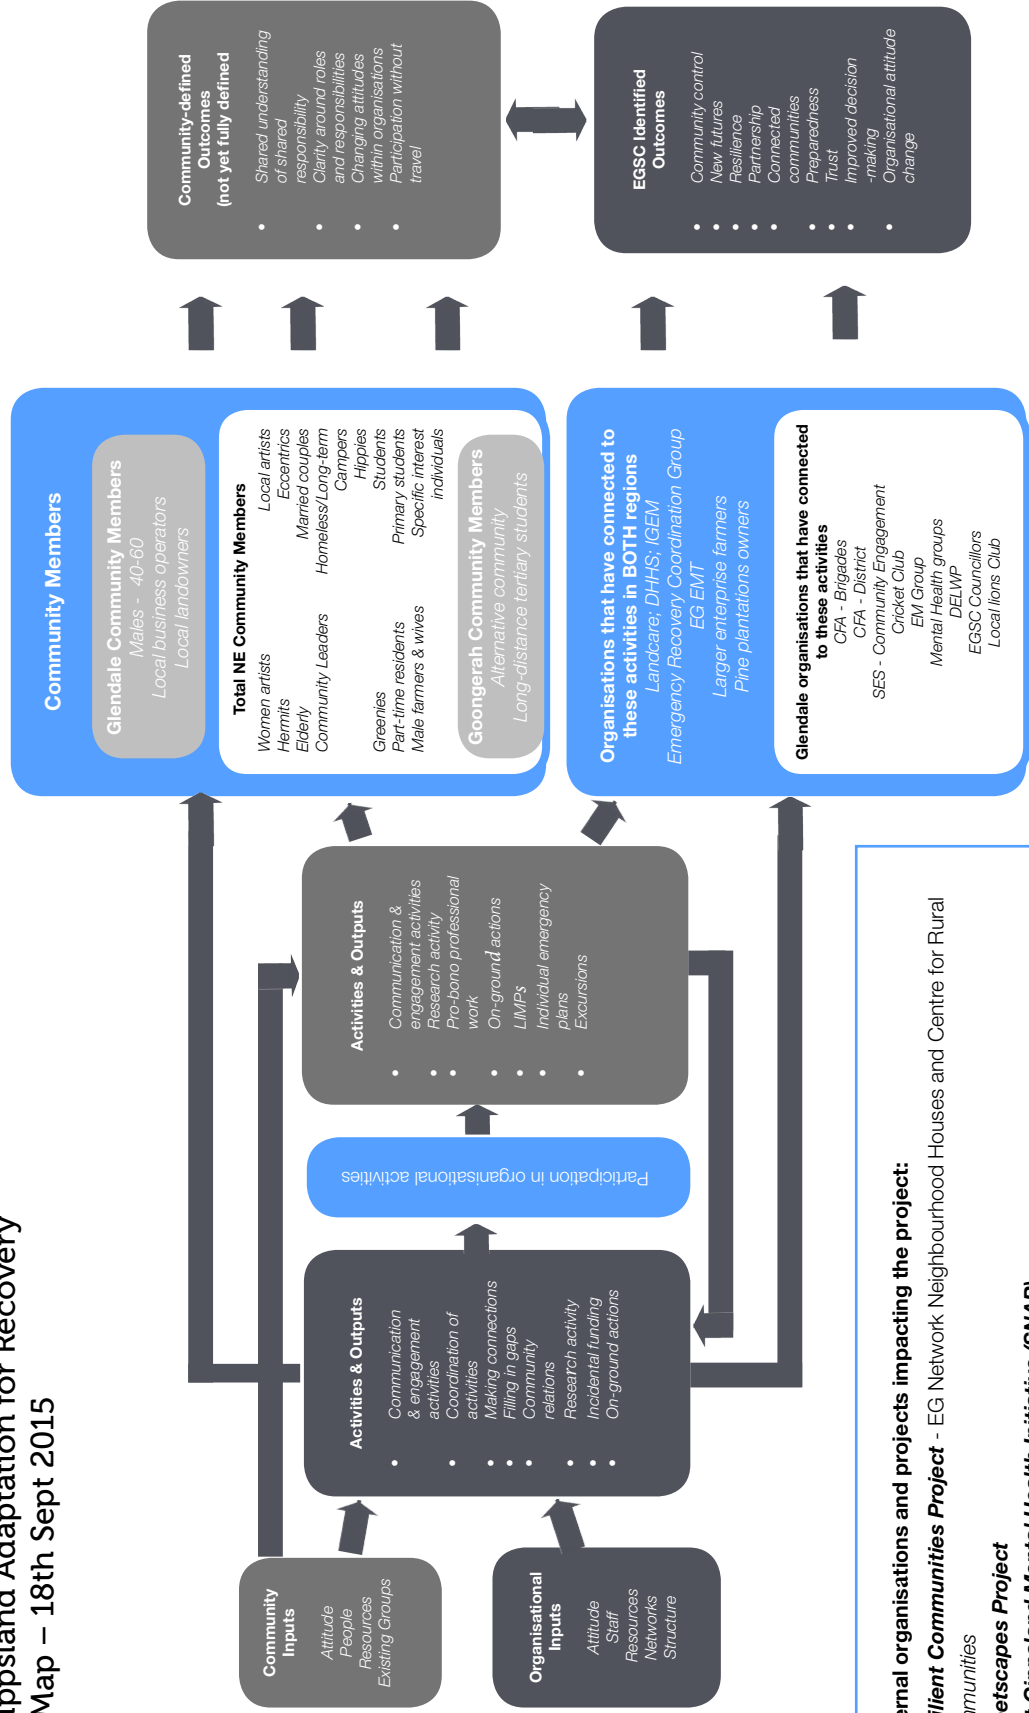 Adaptation for Recovery
Map – 18th Sept 2015
Community
Inputs
Attitude
People
Resources
Existing Groups
Organisational
Inputs
Attitude
Staff
Resources
Networks
Structure
Activities & Outputs
• Communication
& engagement
activities
• Coordination of
activities
• Making connections
• Filling in gaps
• Community
relations
• Research activity
• Incidental funding
• On-ground actions
Participation in organisational activities
Activities & Outputs
• Communication &
engagement activities
• Research activity
• Pro-bono professional
work
• On-ground actions
• LIMPs
• Individual emergency
plans
• Excursions
Community Members
Glendale Community Members
Males - 40-60
Local business operators
Local landowners
Total NE Community Members
Women artists
Hermits
Elderly
Community Leaders
Greenies
Part-time residents
Male farmers & wives
Local artists
Eccentrics
Married couples
Homeless/Long-term
Campers
Hippies
Students
Primary students
Specific interest
individuals
Goongerah Community Members
Alternative community
Long-distance tertiary students
Organisations that have connected to
these activities in BOTH regions
Landcare; DHHS; IGEM
Emergency Recovery Coordination Group
EG EMT
Larger enterprise farmers
Pine plantations owners
Glendale organisations that have connected
to these activities
CFA - Brigades
CFA - District
SES - Community Engagement
Cricket Club
EM Group
Mental Health groups
DELWP
EGSC Councillors
Local lions Club
Community-defined
Outcomes
(not yet fully defined
• Shared understanding
of shared
responsibility
• Clarity around roles
and responsibilities
• Changing attitudes
within organisations
• Participation without
travel
EGSC Identified
Outcomes
• Community control
• New futures
• Resilience
• Partnership
• Connected
communities
• Preparedness
• Trust
• Improved decision
-making
• Organisational attitude
change
organisations and projects impacting the project:
Communities Project - EG Network Neighbourhood Houses and Centre for Rural
Project
Mental Health Initiative (SNAP)